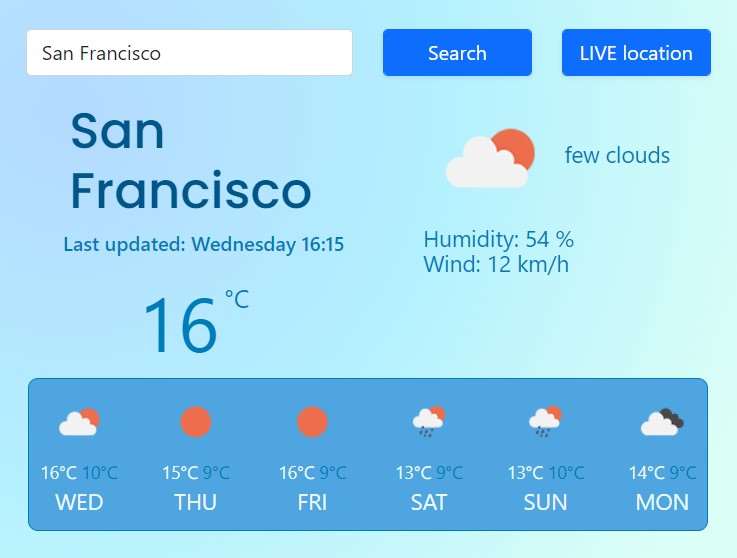 San Francisco
Search
LIVE location
San
Francisco
Last updated: Wednesday 16:15
16 °C
few clouds
Humidity: 54 %
Wind: 12 km/h
16°C 10°C
WED
15°C 9°C
THU
16°C 9°C
FRI
13°C 9°C
SAT
13°C 10°C
SUN
14°C 9°C
MON